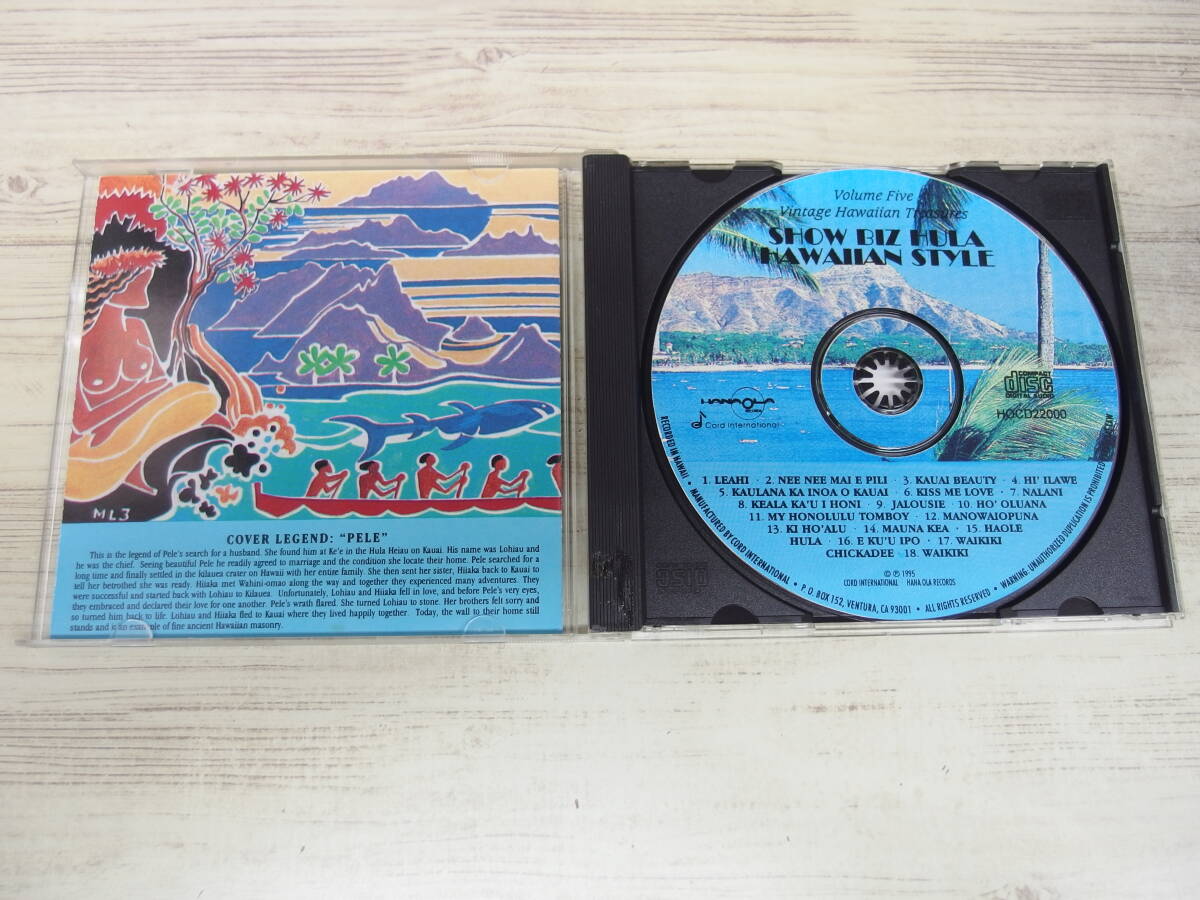 ML3
COVER LEGEND: "PELE"
This is the legend of Pele's search for a husband. She found him at Ke'e in the Hula Heiau on Kauai. His name was Lohiau and
he was the chief. Seeing beautiful Pele he readily agreed to marriage and the condition she locate their home. Pele searched for a
long time and finally settled in the kilauea crater on Hawaii with her entire family. She then sent her sister, Hiiaka back to Kauai to
tell her betrothed she was ready. Hiiaka met Wahini-omao along the way and together they experienced many adventures. They
were successful and started back with Lohiau to Kilauea. Unfortunately, Lohiau and Hiiaka fell in love, and before Pele's very eyes,
they embraced and declared their love for one another. Pele's wrath flared. She turned Lohiau to stone. Her brothers felt sorry and
so turned him back to life. Lohiau and Hiiaka fled to Kauai where they lived happily together. Today, the wall to their home still
stands and is an example of fine ancient Hawaiian masonry.
Volume Five
Vintage Hawaiian Treasures
SHOW BIZ HULA
HAWAIIAN STYLE
HANA OLA
RECORDS
Cord International
COMPACT
disc
DIGITAL AUDIO
HOCD22000
1. LEAHI · 2. NEE NEE MAI E PILI · 3. KAUAI BEAUTY · 4. HI' ILAWE
5. KAULANA KA INOA O KAUAI · 6. KISS ME LOVE · 7. NALANI
8. KEALA KA'U I HONI · 9. JALOUSIE · 10. HO' OLUANA
11. MY HONOLULU TOMBOY · 12. MANOWAIOPUNA
13. KI HO'ALU · 14. MAUNA KEA · 15. HAOLE
HULA · 16. E KU'U IPO · 17. WAIKIKI
CHICKADEE · 18. WAIKIKI
© ℗ 1995
CORD INTERNATIONAL HANA OLA RECORDS
RECORDED IN HAWAII · MANUFACTURED BY CORD INTERNATIONAL · P.O. BOX 152, VENTURA, CA 93001 · ALL RIGHTS RESERVED · WARNING: UNAUTHORIZED DUPLICATION IS PROHIBITED